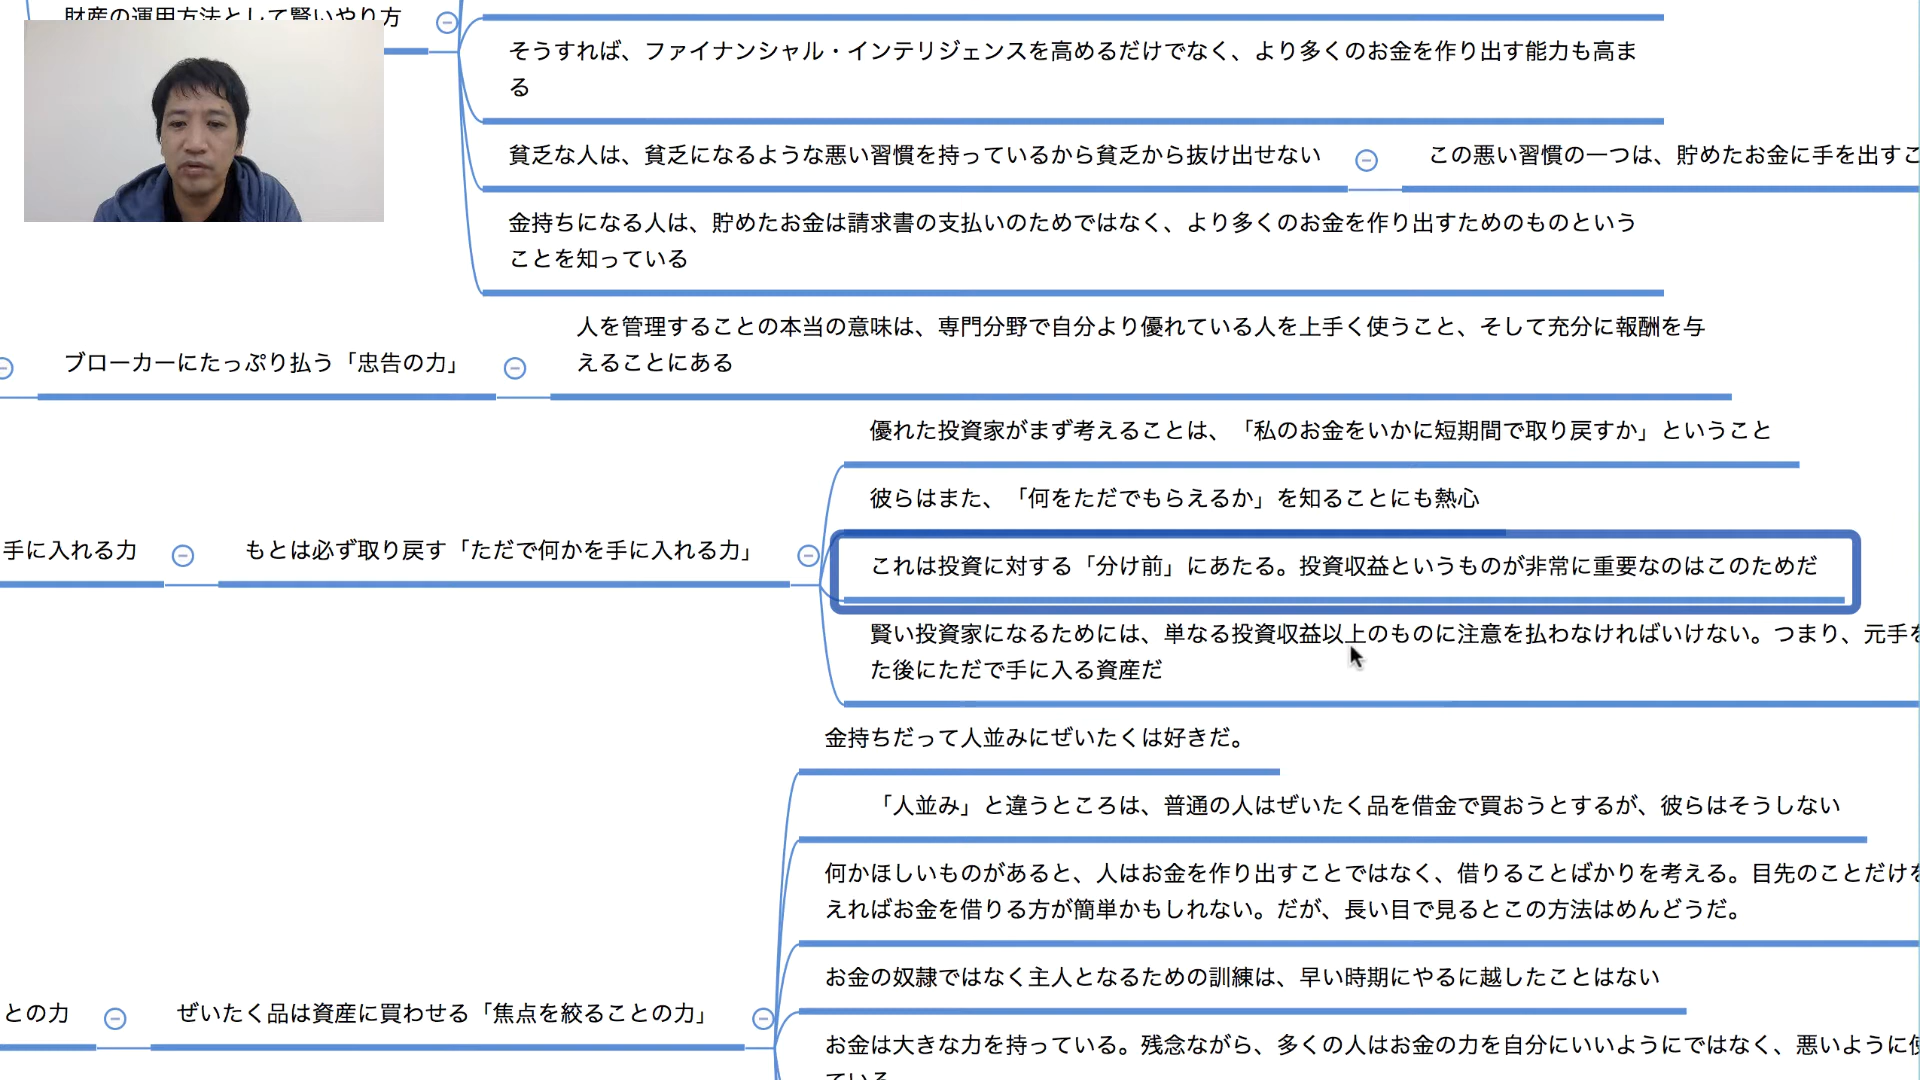 財産の運用方法として賢いやり方
そうすれば、ファイナンシャル・インテリジェンスを高めるだけでなく、より多くのお金を作り出す能力も高ま
る
貧乏な人は、貧乏になるような悪い習慣を持っているから貧乏から抜け出せない
この悪い習慣の一つは、貯めたお金に手を出すこ
金持ちになる人は、貯めたお金は請求書の支払いのためではなく、より多くのお金を作り出すためのものという
ことを知っている
ブローカーにたっぷり払う「忠告の力」
人を管理することの本当の意味は、専門分野で自分より優れている人を上手く使うこと、そして充分に報酬を与
えることにある
手に入れる力
もとは必ず取り戻す「ただで何かを手に入れる力」
優れた投資家がまず考えることは、「私のお金をいかに短期間で取り戻すか」ということ
彼らはまた、「何をただでもらえるか」を知ることにも熱心
これは投資に対する「分け前」にあたる。投資収益というものが非常に重要なのはこのためだ
賢い投資家になるためには、単なる投資収益以上のものに注意を払わなければいけない。つまり、元手を
た後にただで手に入る資産だ
との力
ぜいたく品は資産に買わせる「焦点を絞ることの力」
金持ちだって人並みにぜいたくは好きだ。
「人並み」と違うところは、普通の人はぜいたく品を借金で買おうとするが、彼らはそうしない
何かほしいものがあると、人はお金を作り出すことではなく、借りることばかりを考える。目先のことだけを
えればお金を借りる方が簡単かもしれない。だが、長い目で見るとこの方法はめんどうだ。
お金の奴隷ではなく主人となるための訓練は、早い時期にやるに越したことはない
お金は大きな力を持っている。残念ながら、多くの人はお金の力を自分にいいようにではなく、悪いように使
ている